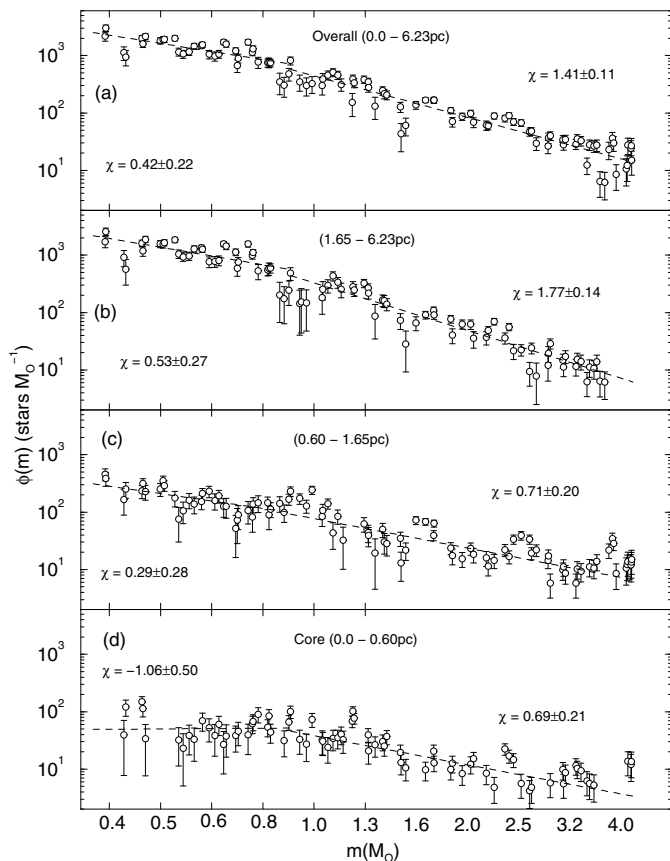 10³
Overall (0.0 – 6.23pc)
χ = 1.41±0.11
10²
(a)
10¹
χ = 0.42±0.22
10³
(1.65 – 6.23pc)
10²
(b)
χ = 1.77±0.14
10¹
χ = 0.53±0.27
ϕ(m) (stars M⊙⁻¹)
10³
(c)
(0.60 – 1.65pc)
10²
χ = 0.71±0.20
10¹
χ = 0.29±0.28
10³
(d)
Core (0.0 – 0.60pc)
χ = −1.06±0.50
10²
χ = 0.69±0.21
10¹
0.4 0.5 0.6 0.8 1.0 1.3 2.0 2.5 3.2 4.0
m(M⊙)